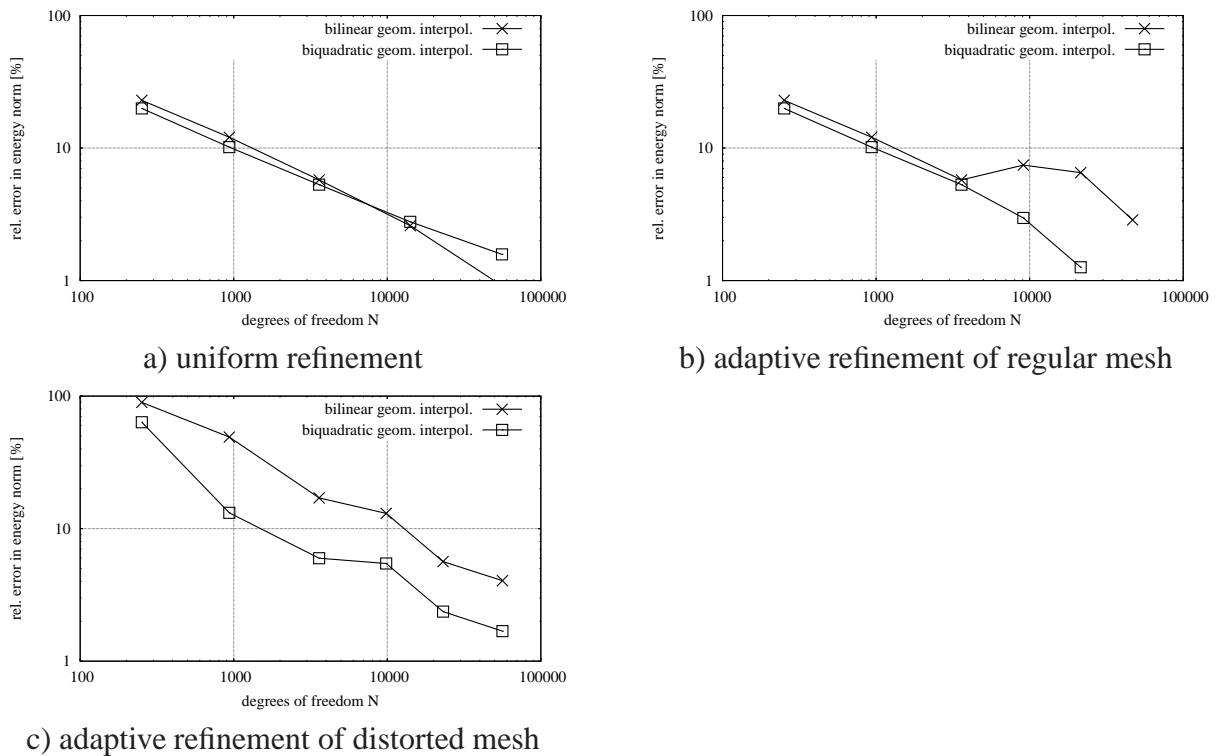 100
10
1
rel. error in energy norm [%]
bilinear geom. interpol.
biquadratic geom. interpol.
100 1000 10000 100000
degrees of freedom N
a) uniform refinement
100
10
1
rel. error in energy norm [%]
bilinear geom. interpol.
biquadratic geom. interpol.
100 1000 10000 100000
degrees of freedom N
b) adaptive refinement of regular mesh
100
10
1
rel. error in energy norm [%]
bilinear geom. interpol.
biquadratic geom. interpol.
100 1000 10000 100000
degrees of freedom N
c) adaptive refinement of distorted mesh